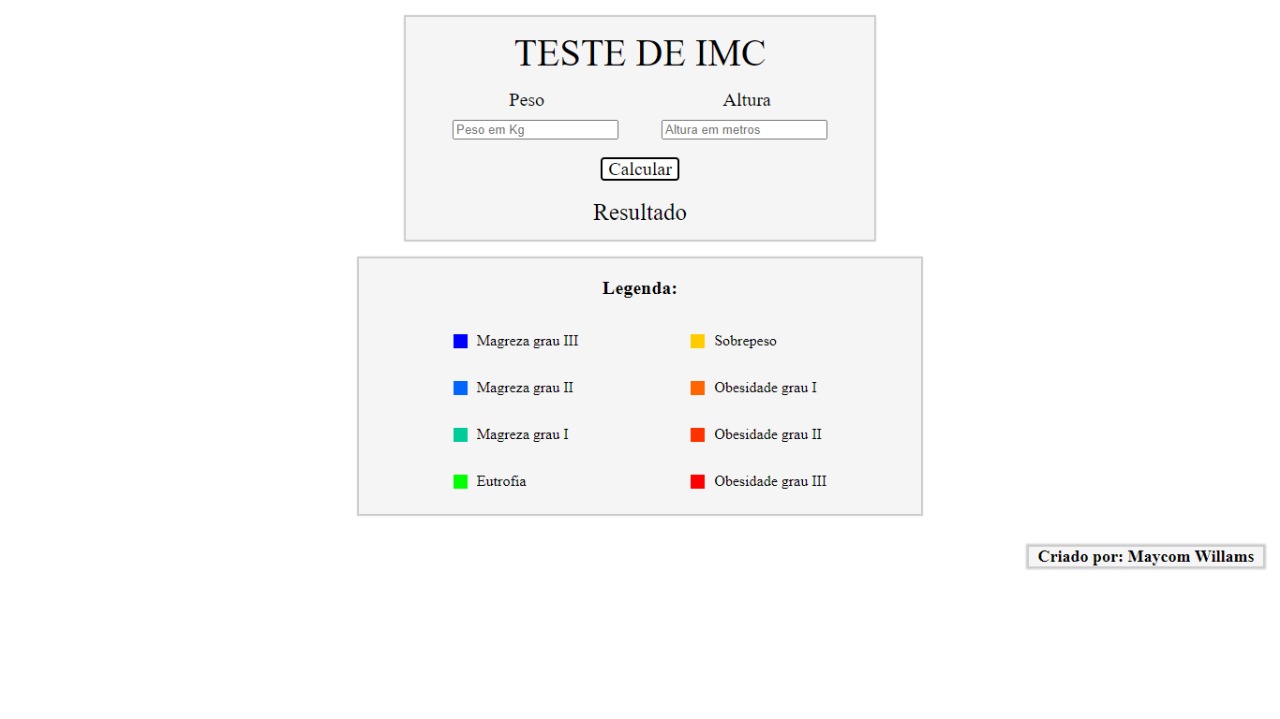 TESTE DE IMC
Peso
Altura
Peso em Kg
Altura em metros
Calcular
Resultado
Legenda:
Magreza grau III
Sobrepeso
Magreza grau II
Obesidade grau I
Magreza grau I
Obesidade grau II
Eutrofia
Obesidade grau III
Criado por: Maycom Willams